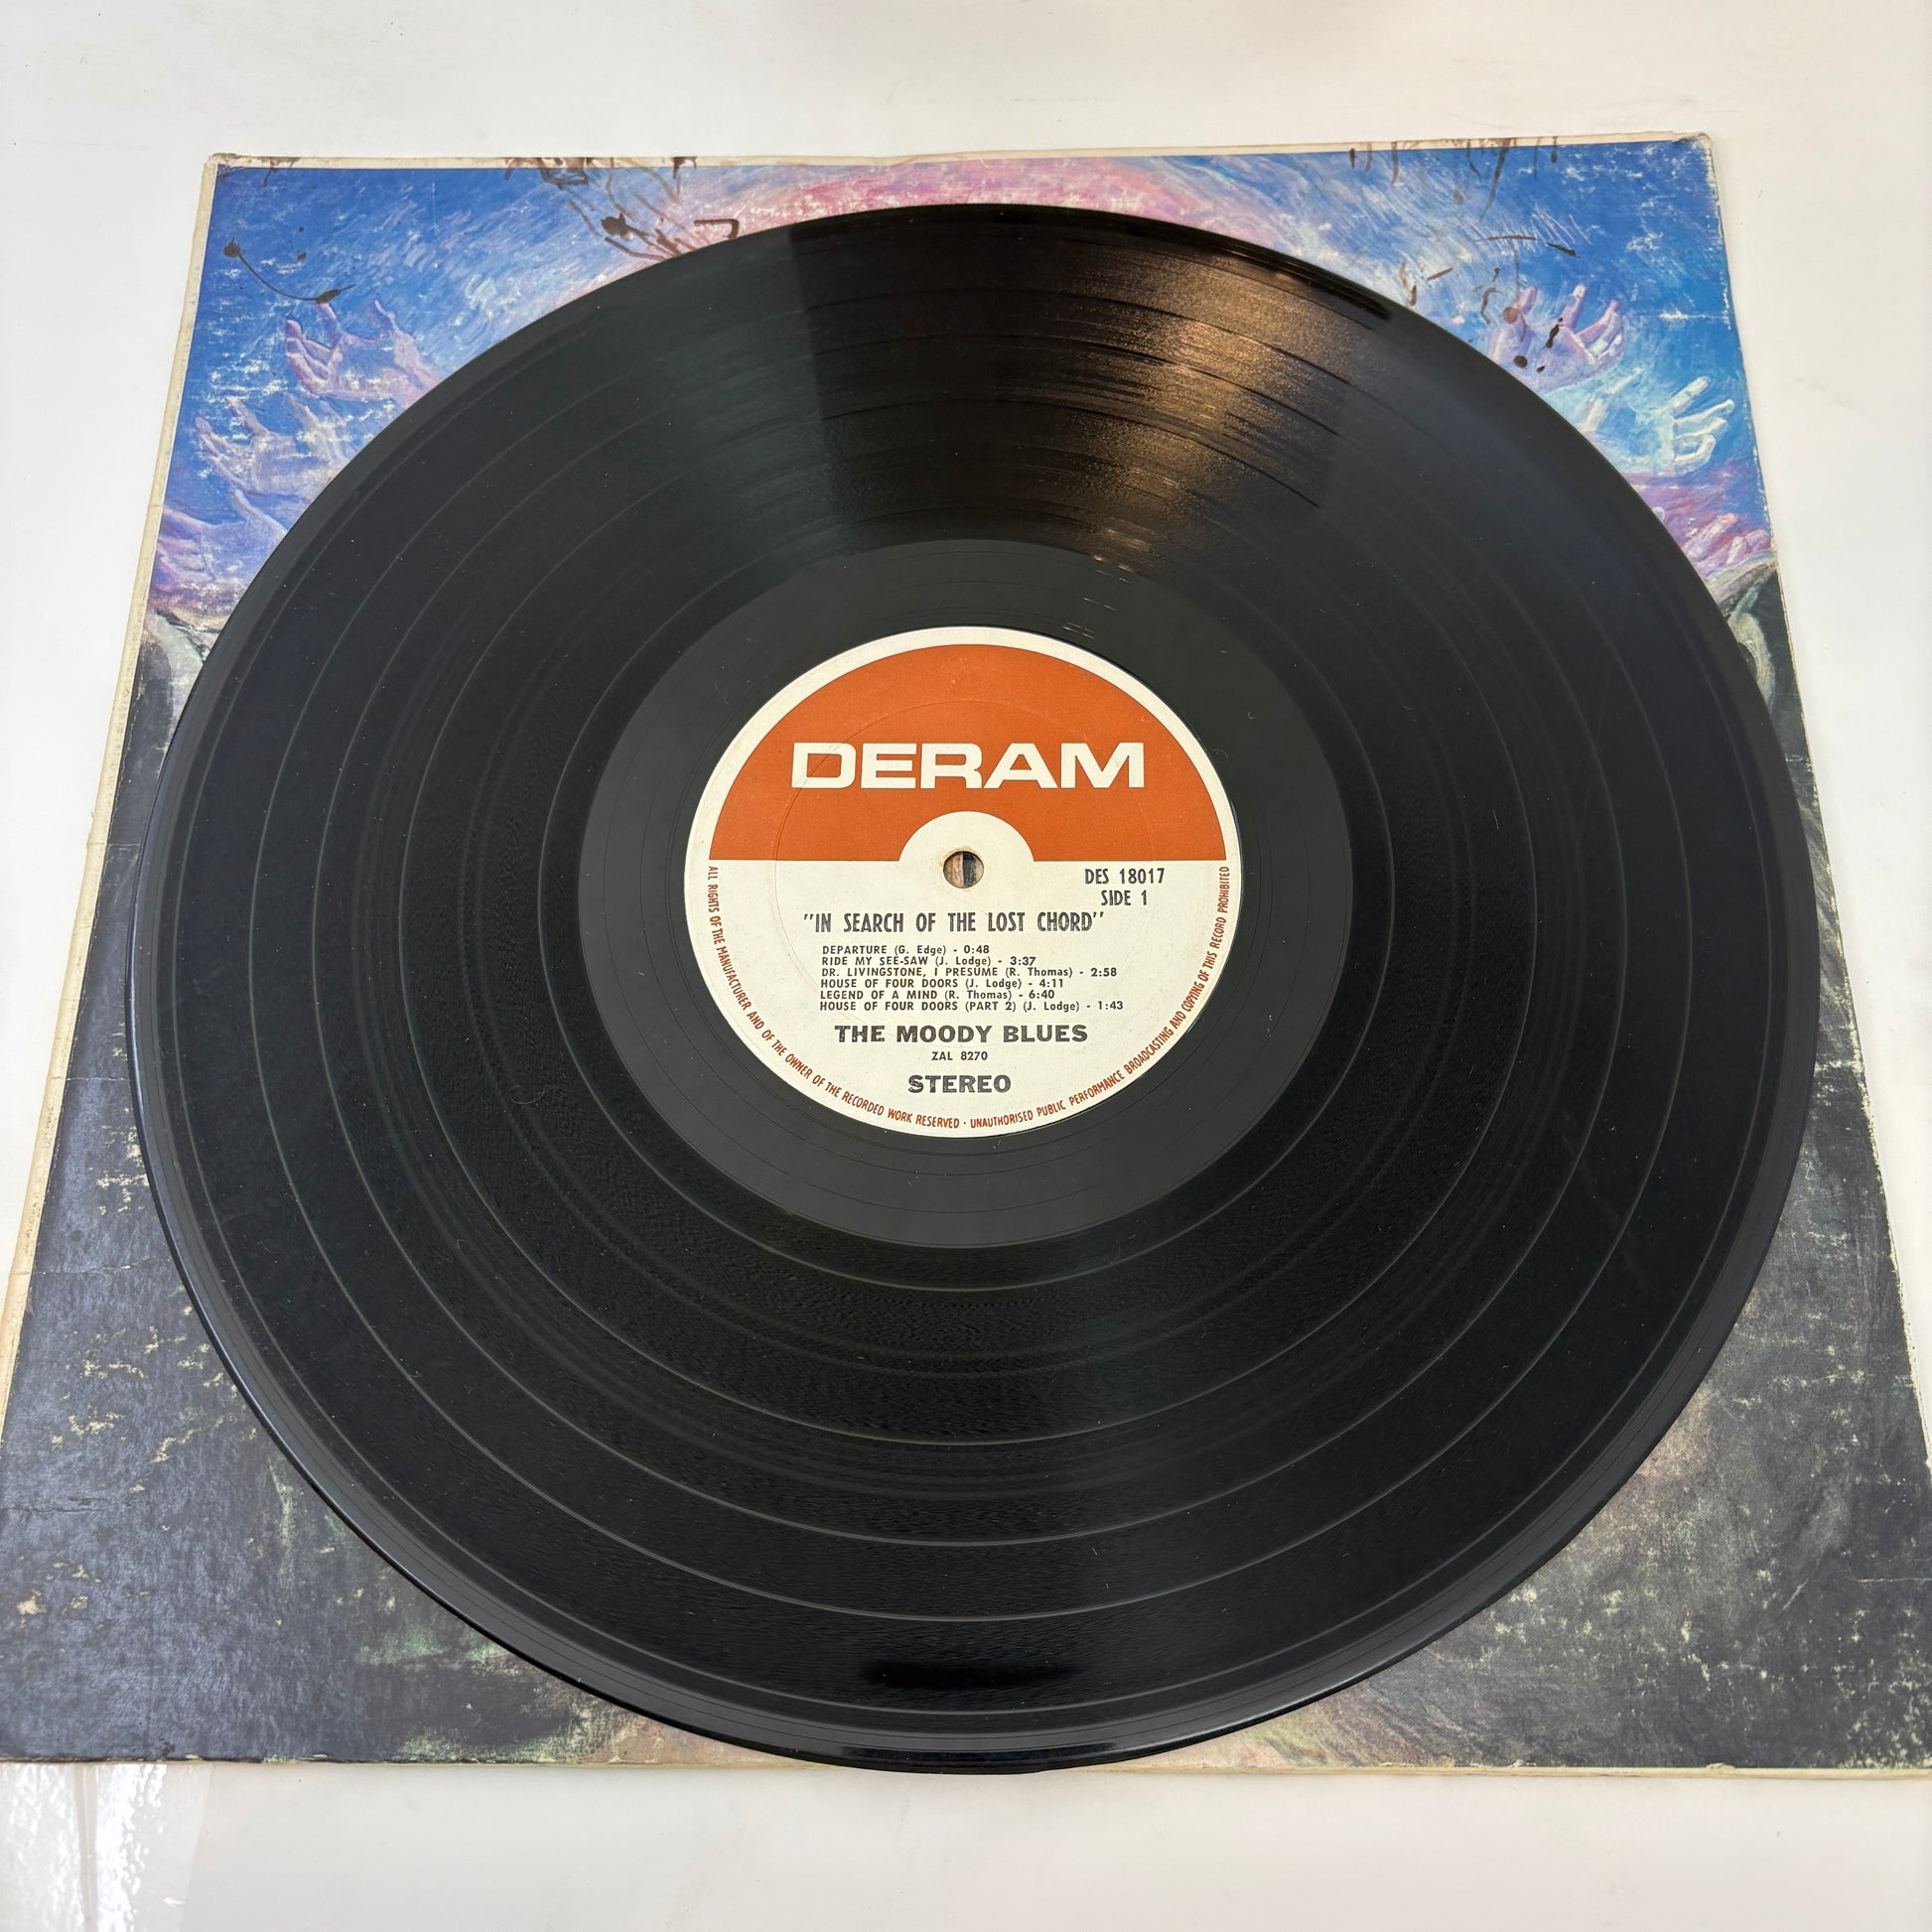 DERAM
DES 18017
SIDE 1
"IN SEARCH OF THE LOST CHORD"
DEPARTURE (G. Edge) - 0:48
RIDE MY SEE-SAW (J. Lodge) - 3:37
DR. LIVINGSTONE, I PRESUME (R. Thomas) - 2:58
HOUSE OF FOUR DOORS (J. Lodge) - 4:11
LEGEND OF A MIND (R. Thomas) - 6:40
HOUSE OF FOUR DOORS (PART 2) (J. Lodge) - 1:43
THE MOODY BLUES
ZAL 8270
STEREO
ALL RIGHTS OF THE MANUFACTURER AND OF THE OWNER OF THE RECORDED WORK RESERVED · UNAUTHORISED PUBLIC PERFORMANCE BROADCASTING AND COPYING OF THIS RECORD PROHIBITED